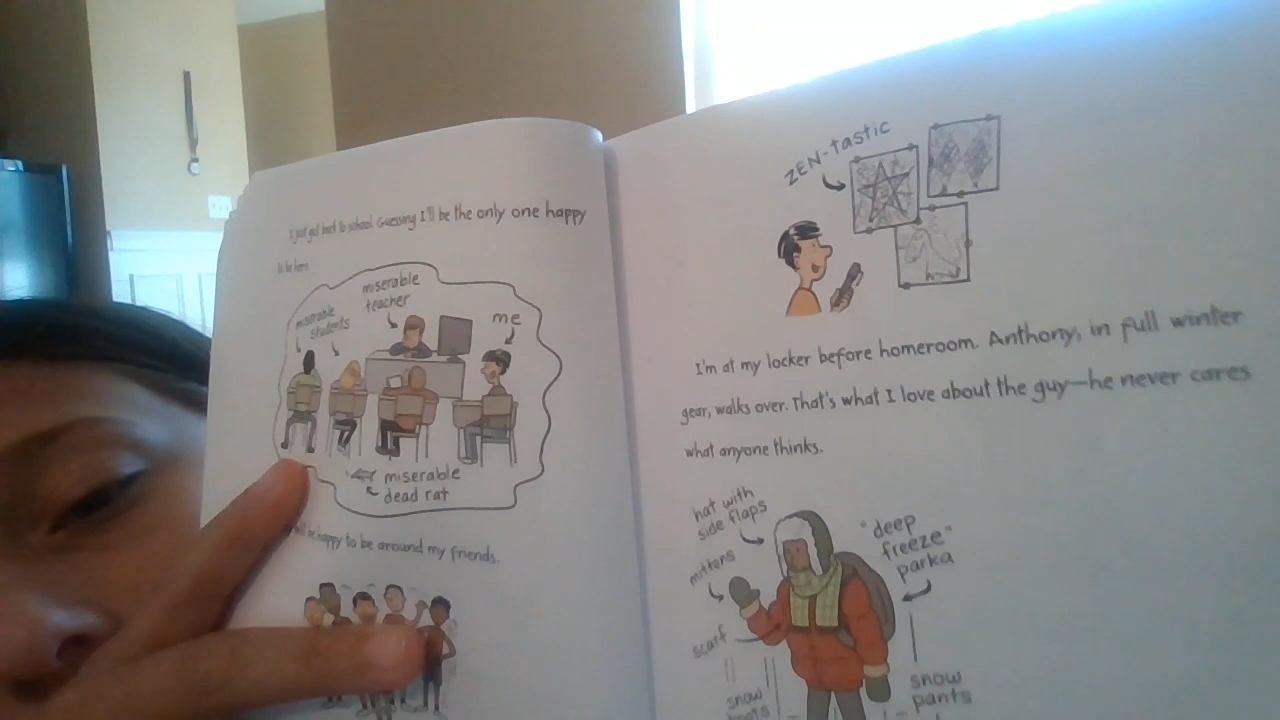 I just got back to school. Guessing I'll be the only one happy
to be here.
miserable
teacher
miserable
students
me
miserable
dead rat
be happy to be around my friends.
ZEN-tastic
I'm at my locker before homeroom. Anthony, in full winter
gear, walks over. That's what I love about the guy—he never cares
what anyone thinks.
hat with
side flaps
"deep
freeze"
parka
mittens
scarf
snow
snow
pants